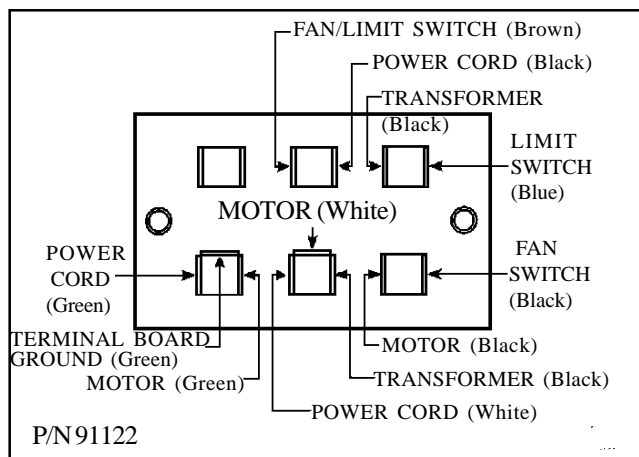 FAN/LIMIT SWITCH (Brown)
POWER CORD (Black)
TRANSFORMER
(Black)
LIMIT
SWITCH
(Blue)
MOTOR (White)
POWER
CORD
(Green)
FAN
SWITCH
(Black)
TERMINAL BOARD
GROUND (Green)
MOTOR (Green)
MOTOR (Black)
TRANSFORMER (Black)
POWER CORD (White)
P/N 91122